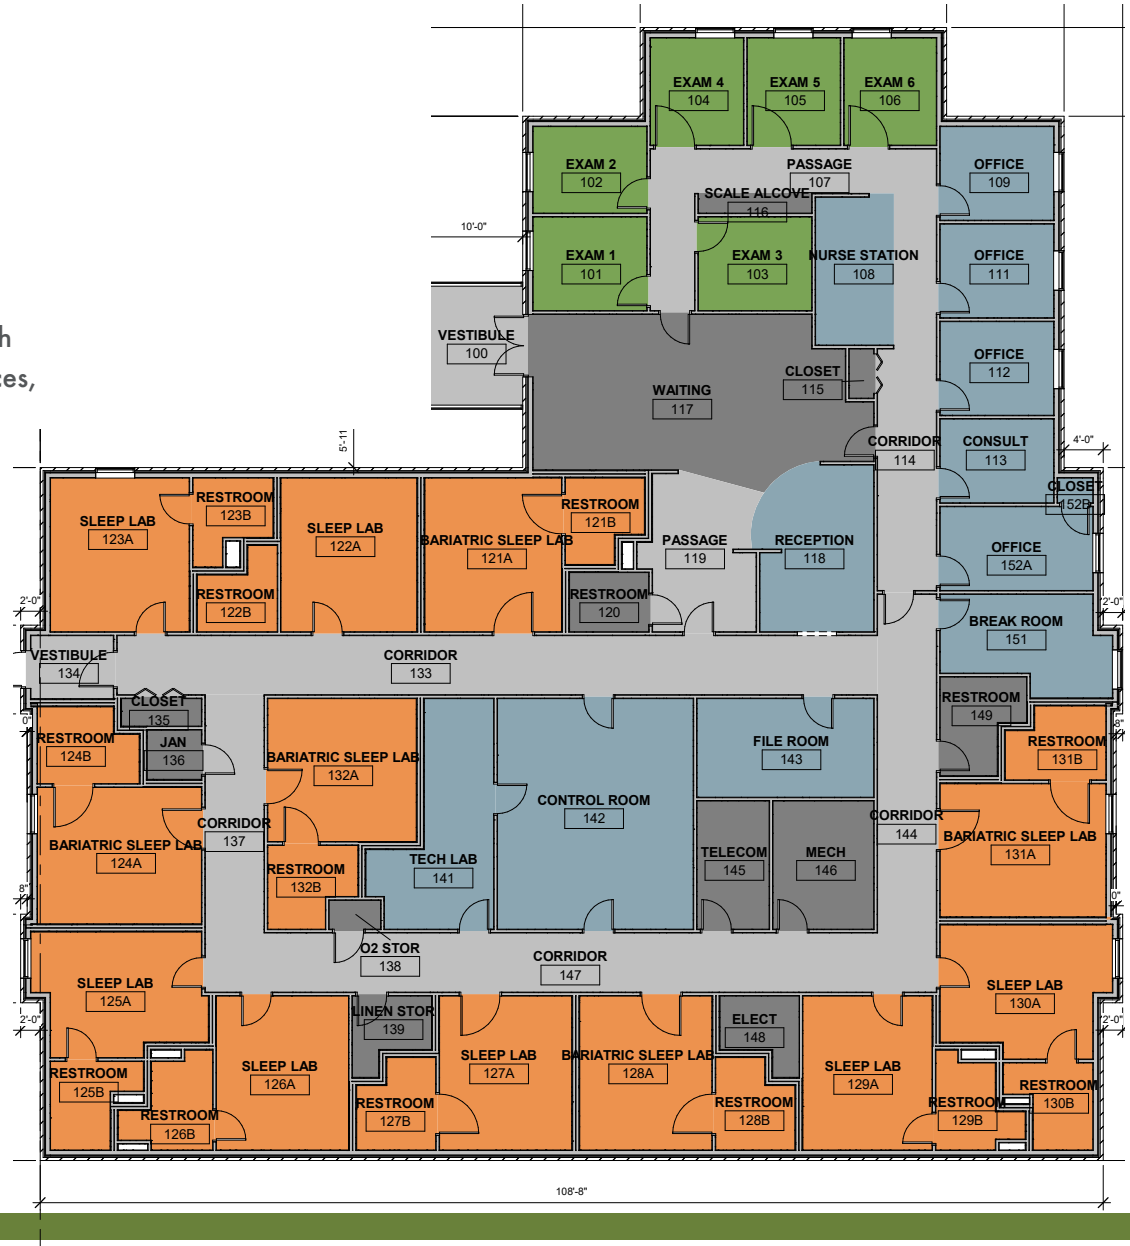 EXAM 4
104
EXAM 5
105
EXAM 6
106
EXAM 2
102
PASSAGE
107
OFFICE
109
SCALE ALCOVE
116
10'-0"
EXAM 1
101
EXAM 3
103
NURSE STATION
108
OFFICE
111
h
ces,
VESTIBULE
100
OFFICE
112
CLOSET
115
WAITING
117
5'-11
CORRIDOR
114
CONSULT
113
4'-0"
CLOSET
152B
RESTROOM
123B
SLEEP LAB
123A
SLEEP LAB
122A
RESTROOM
121B
BARIATRIC SLEEP LAB
121A
PASSAGE
119
RECEPTION
118
OFFICE
152A
RESTROOM
122B
RESTROOM
120
2'-0"
2'-0"
BREAK ROOM
151
VESTIBULE
134
CORRIDOR
133
CLOSET
135
RESTROOM
149
0"
8"
RESTROOM
124B
JAN
136
BARIATRIC SLEEP LAB
132A
FILE ROOM
143
RESTROOM
131B
CONTROL ROOM
142
CORRIDOR
137
CORRIDOR
144
BARIATRIC SLEEP LAB
124A
BARIATRIC SLEEP LAB
131A
TECH LAB
141
TELECOM
145
MECH
146
RESTROOM
132B
8"
0"
O2 STOR
138
CORRIDOR
147
SLEEP LAB
125A
SLEEP LAB
130A
2'-0"
LINEN STOR
139
ELECT
148
2'-0"
SLEEP LAB
126A
SLEEP LAB
127A
BARIATRIC SLEEP LAB
128A
SLEEP LAB
129A
RESTROOM
125B
RESTROOM
130B
RESTROOM
126B
RESTROOM
127B
RESTROOM
128B
RESTROOM
129B
108'-8"